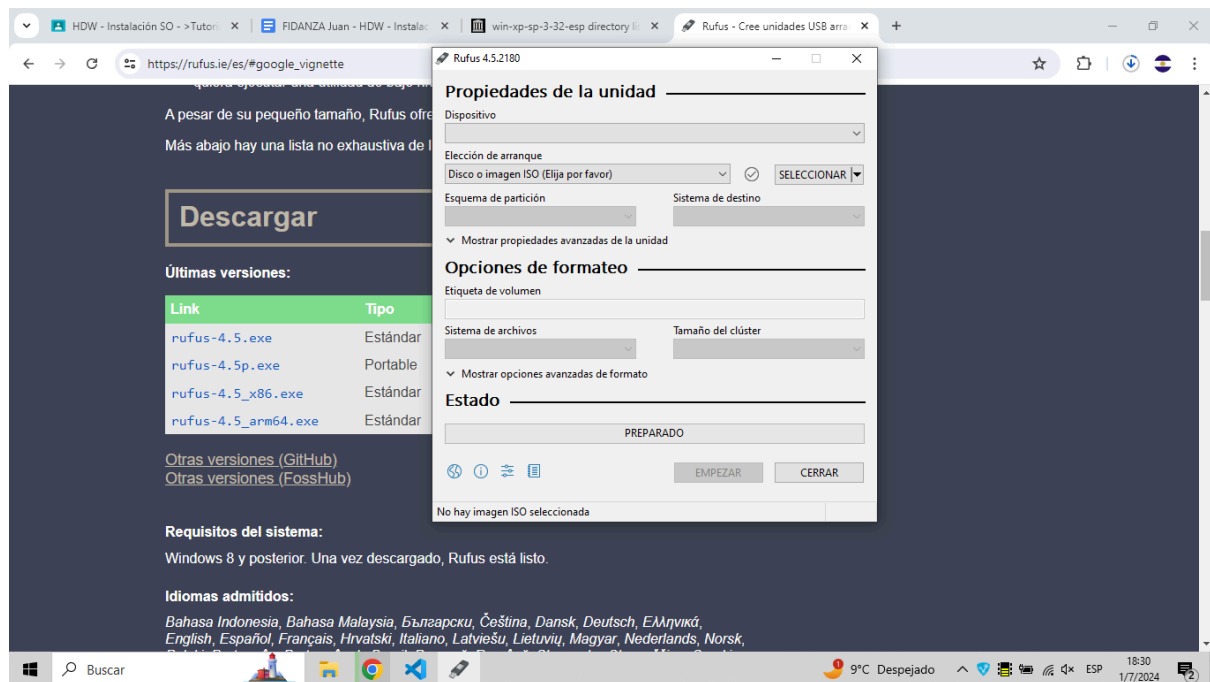 HDW - Instalación SO - >Tutori
FIDANZA Juan - HDW - Instalac
win-xp-sp-3-32-esp directory li
Rufus - Cree unidades USB arra
https://rufus.ie/es/#google_vignette
A pesar de su pequeño tamaño, Rufus ofre
Más abajo hay una lista no exhaustiva de l
Descargar
Últimas versiones:
Link Tipo
rufus-4.5.exe Estándar
rufus-4.5p.exe Portable
rufus-4.5_x86.exe Estándar
rufus-4.5_arm64.exe Estándar
Otras versiones (GitHub)
Otras versiones (FossHub)
Requisitos del sistema:
Windows 8 y posterior. Una vez descargado, Rufus está listo.
Idiomas admitidos:
Bahasa Indonesia, Bahasa Malaysia, Български, Čeština, Dansk, Deutsch, Ελληνικά,
English, Español, Français, Hrvatski, Italiano, Latviešu, Lietuvių, Magyar, Nederlands, Norsk,
Rufus 4.5.2180
Propiedades de la unidad
Dispositivo
Elección de arranque
Disco o imagen ISO (Elija por favor)
SELECCIONAR
Esquema de partición Sistema de destino
Mostrar propiedades avanzadas de la unidad
Opciones de formateo
Etiqueta de volumen
Sistema de archivos Tamaño del clúster
Mostrar opciones avanzadas de formato
Estado
PREPARADO
EMPEZAR CERRAR
No hay imagen ISO seleccionada
Buscar
9°C Despejado
ESP
18:30
1/7/2024
2